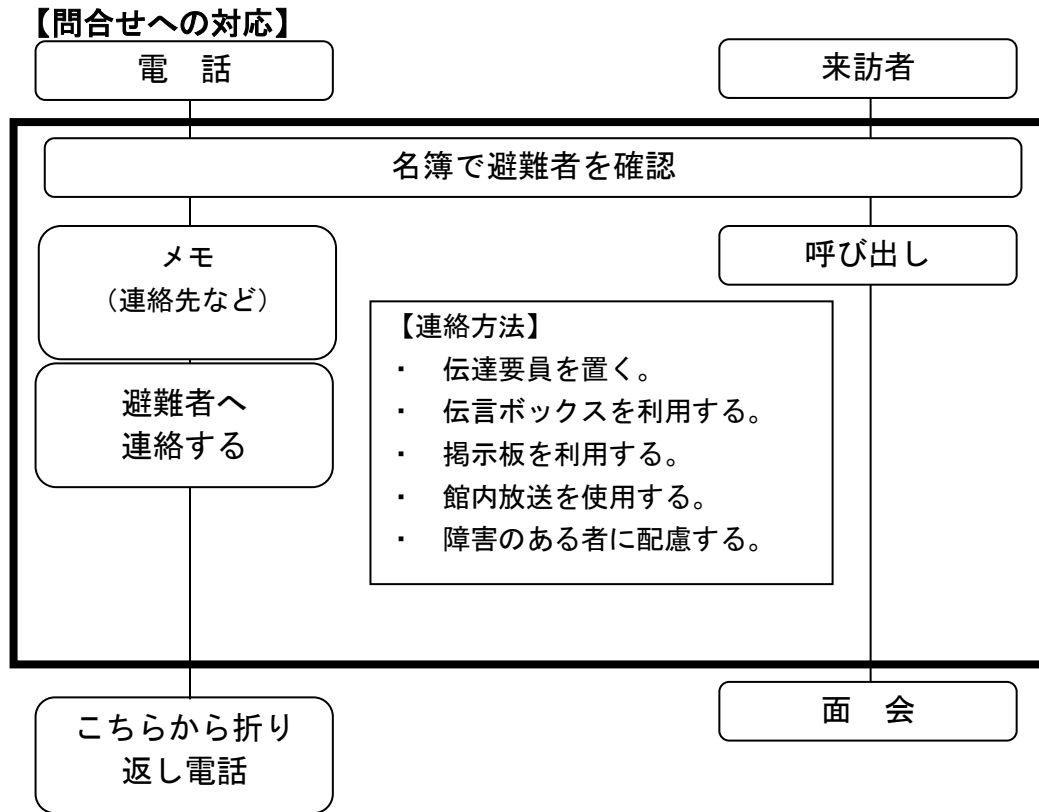 【問合せへの対応】
電　話
来訪者
名簿で避難者を確認
メモ
（連絡先など）
呼び出し
避難者へ
連絡する
【連絡方法】
・　伝達要員を置く。
・　伝言ボックスを利用する。
・　掲示板を利用する。
・　館内放送を使用する。
・　障害のある者に配慮する。
こちらから折り
返し電話
面　会